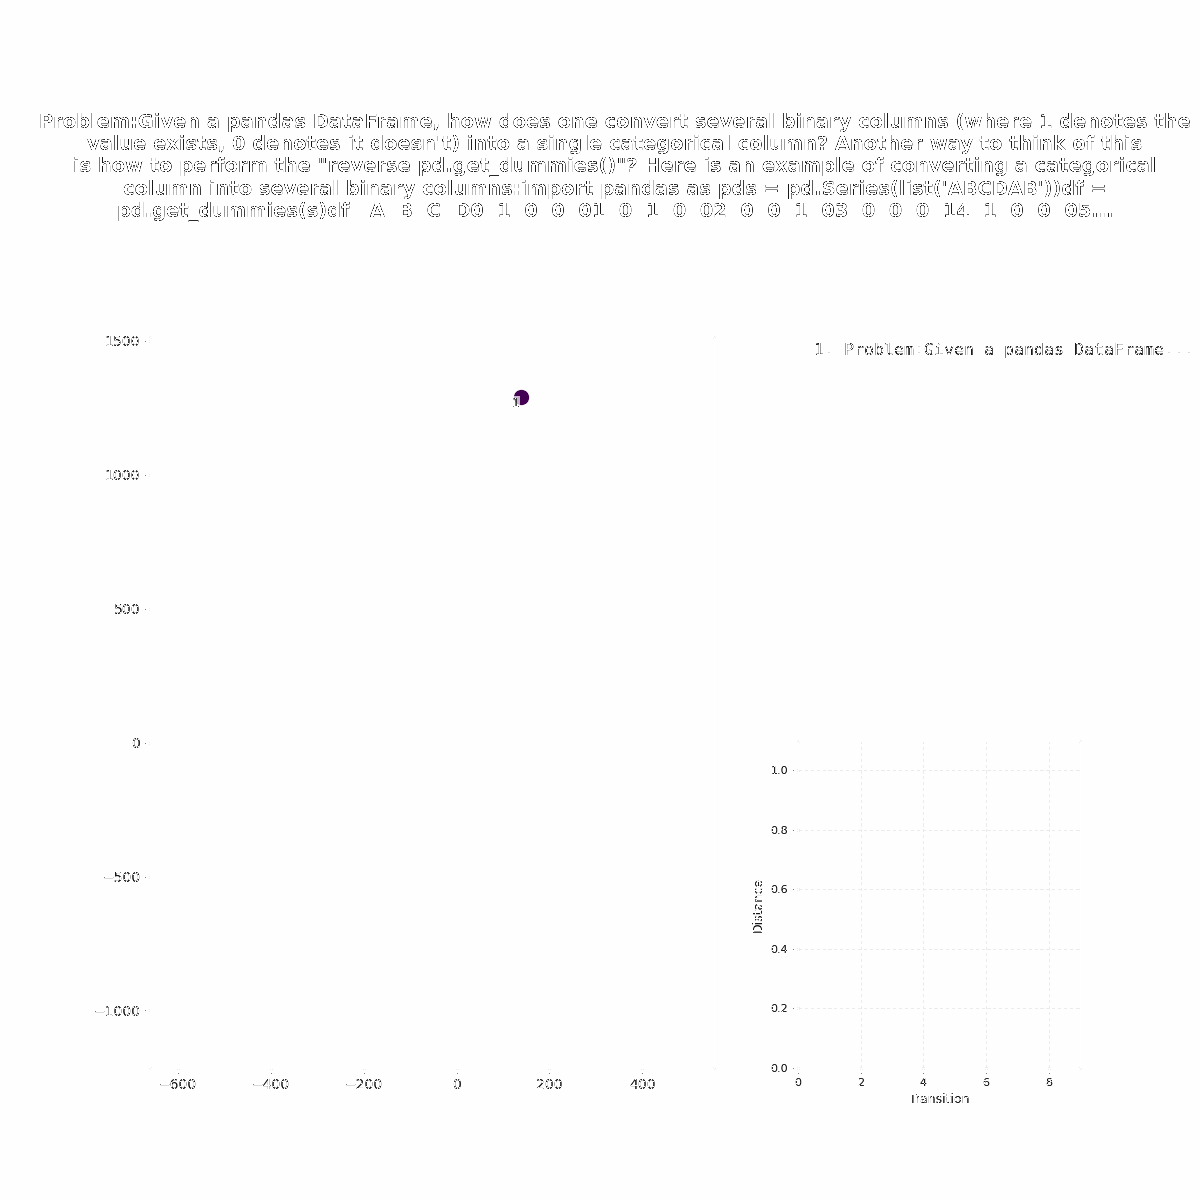 Problem:Given a pandas DataFrame, how does one convert several binary columns (where 1 denotes the
value exists, 0 denotes it doesn't) into a single categorical column? Another way to think of this
is how to perform the "reverse pd.get_dummies()"? Here is an example of converting a categorical
column into several binary columns:import pandas as pds = pd.Series(list('ABCDAB'))df =
pd.get_dummies(s)df   A  B  C  D0  1  0  0  01  0  1  0  02  0  0  1  03  0  0  0  14  1  0  0  05...
1500
1. Problem:Given a pandas DataFrame...
1
1000
500
0
−500
−1000
−600 −400 −200 0 200 400
1.0
0.8
0.6
0.4
0.2
0.0
Distance
0 2 4 6 8
Transition